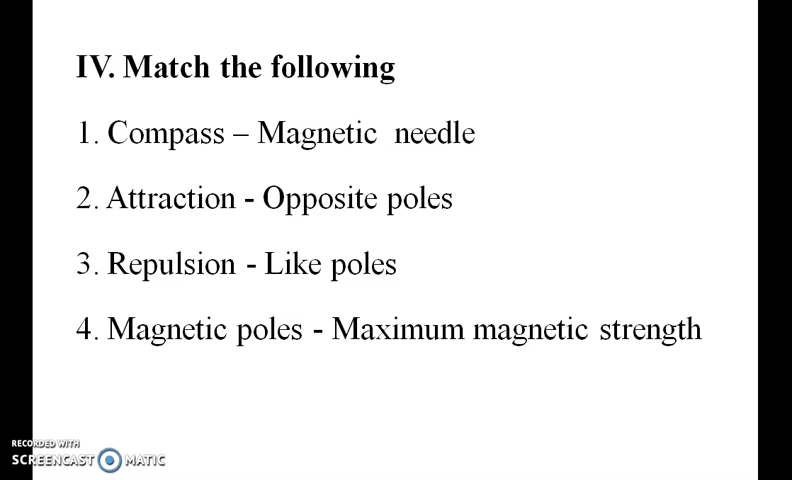 IV. Match the following
1. Compass – Magnetic needle
2. Attraction - Opposite poles
3. Repulsion - Like poles
4. Magnetic poles - Maximum magnetic strength
RECORDED WITH
SCREENCAST MATIC